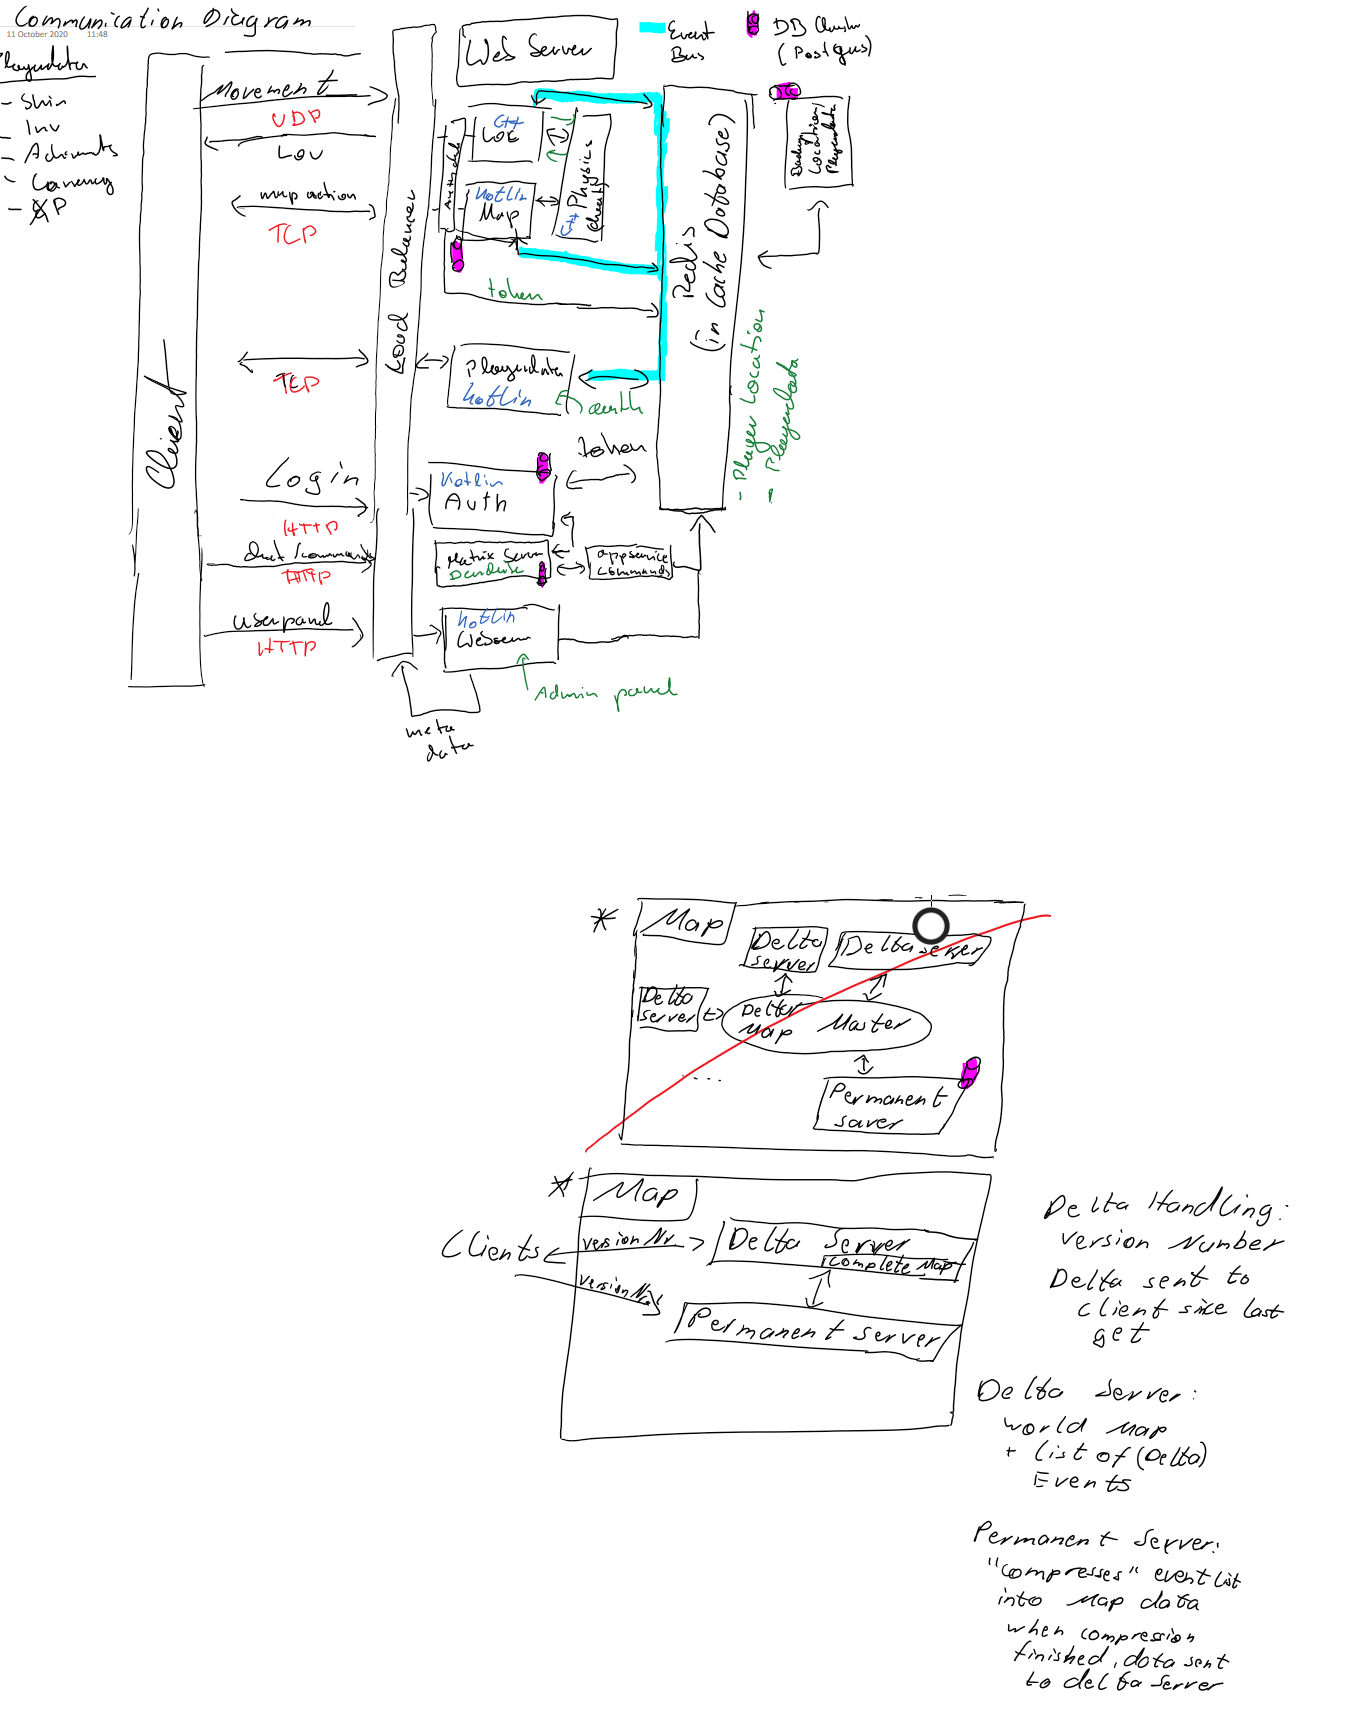 Communication Diagram
11 October 2020 11:48
Playerdata
- Skin
- Inv
- Achivments
- Currency
- XP
Client
Movement
UDP
Lov
map action
TCP
TCP
Login
HTTP
chat/commands
HTTP
userpanel
HTTP
Load Balancer
meta
data
Web Server
Event
Bus
DB Cluster
(Postgres)
C++
Loc
Kotlin
Map
Physics
C++
token
Playerdata
Kotlin
auth
Kotlin
Auth
token
Matrix Server
Dendrite
appservice
commands
Kotlin
Admin panel
Redis
(in Cache Database)
Backup
Location/
Playerdata
- Player Location
- Playerdata
* Map
Delta
server
Delta server
Delta
server
Delta
Map
Master
....
Permanent
saver
* Map
Clients
version Nr
Delta Server
Complete Map
version Nr
Permanent server
Delta Handling:
version Number
Delta sent to
client since last
get
Delta Server:
world Map
+ List of (Delta)
Events
Permanent Server:
"compresses" event list
into Map data
when compression
finished, data sent
to delta server